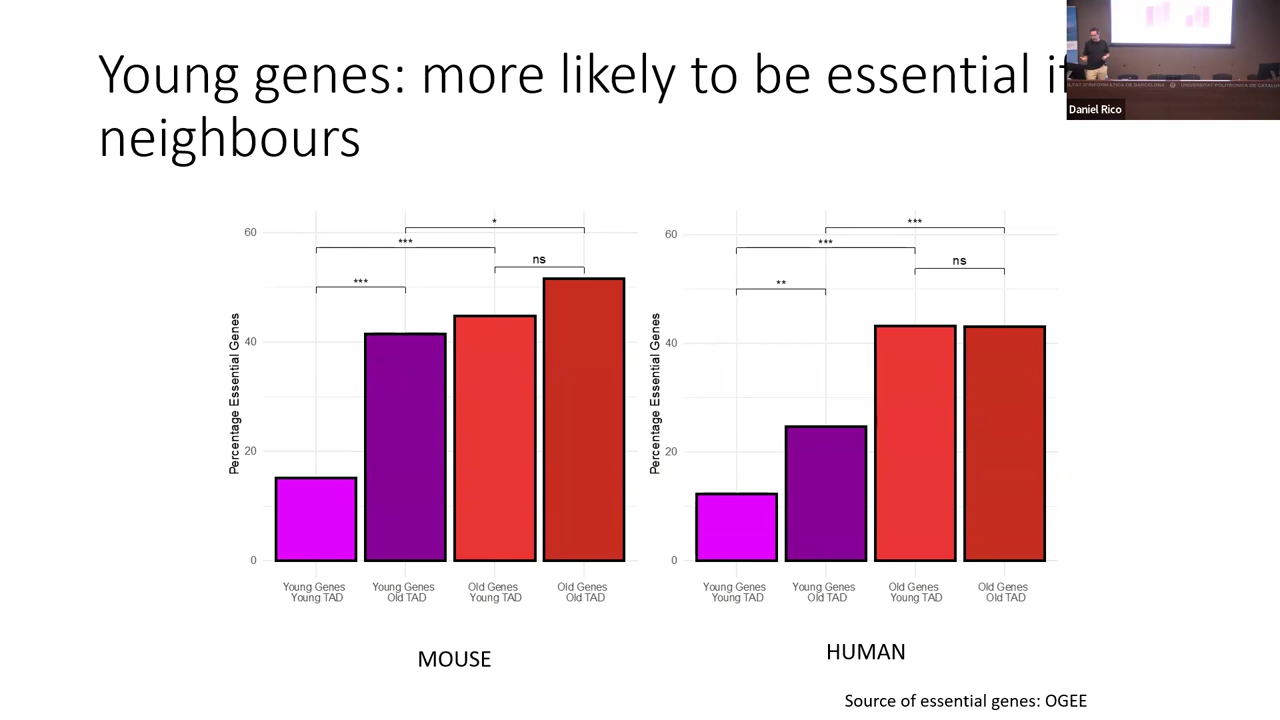 Young genes: more likely to be essential if
neighbours
Daniel Rico
60
40
20
0
Percentage Essential Genes
*
***
ns
***
Young Genes
Young TAD
Young Genes
Old TAD
Old Genes
Young TAD
Old Genes
Old TAD
MOUSE
60
40
20
0
Percentage Essential Genes
***
***
ns
**
Young Genes
Young TAD
Young Genes
Old TAD
Old Genes
Young TAD
Old Genes
Old TAD
HUMAN
Source of essential genes: OGEE